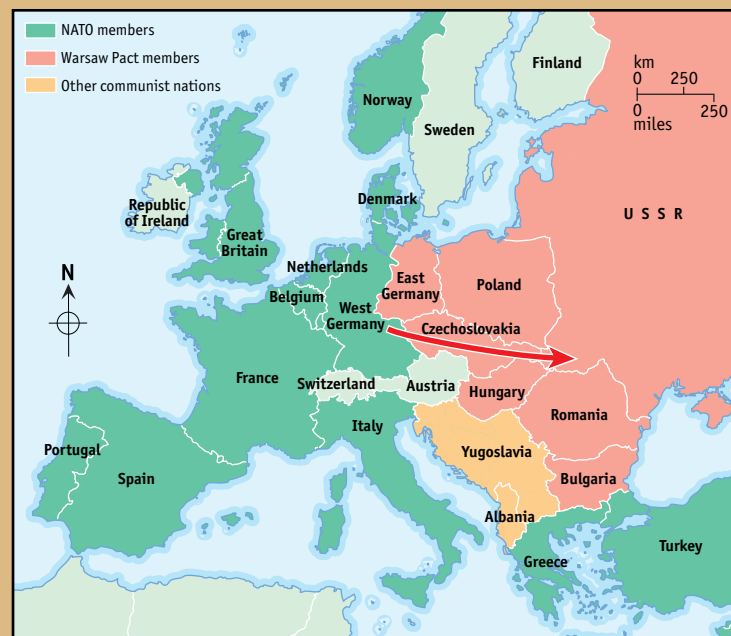 NATO members
Warsaw Pact members
Other communist nations
Finland
km
0 250
0 250
miles
Norway
Sweden
Republic
of Ireland
Denmark
USSR
Great
Britain
N
Netherlands
East
Germany
Poland
Belgium
West
Germany
Czechoslovakia
France
Switzerland
Austria
Hungary
Romania
Italy
Portugal
Spain
Yugoslavia
Bulgaria
Albania
Greece
Turkey